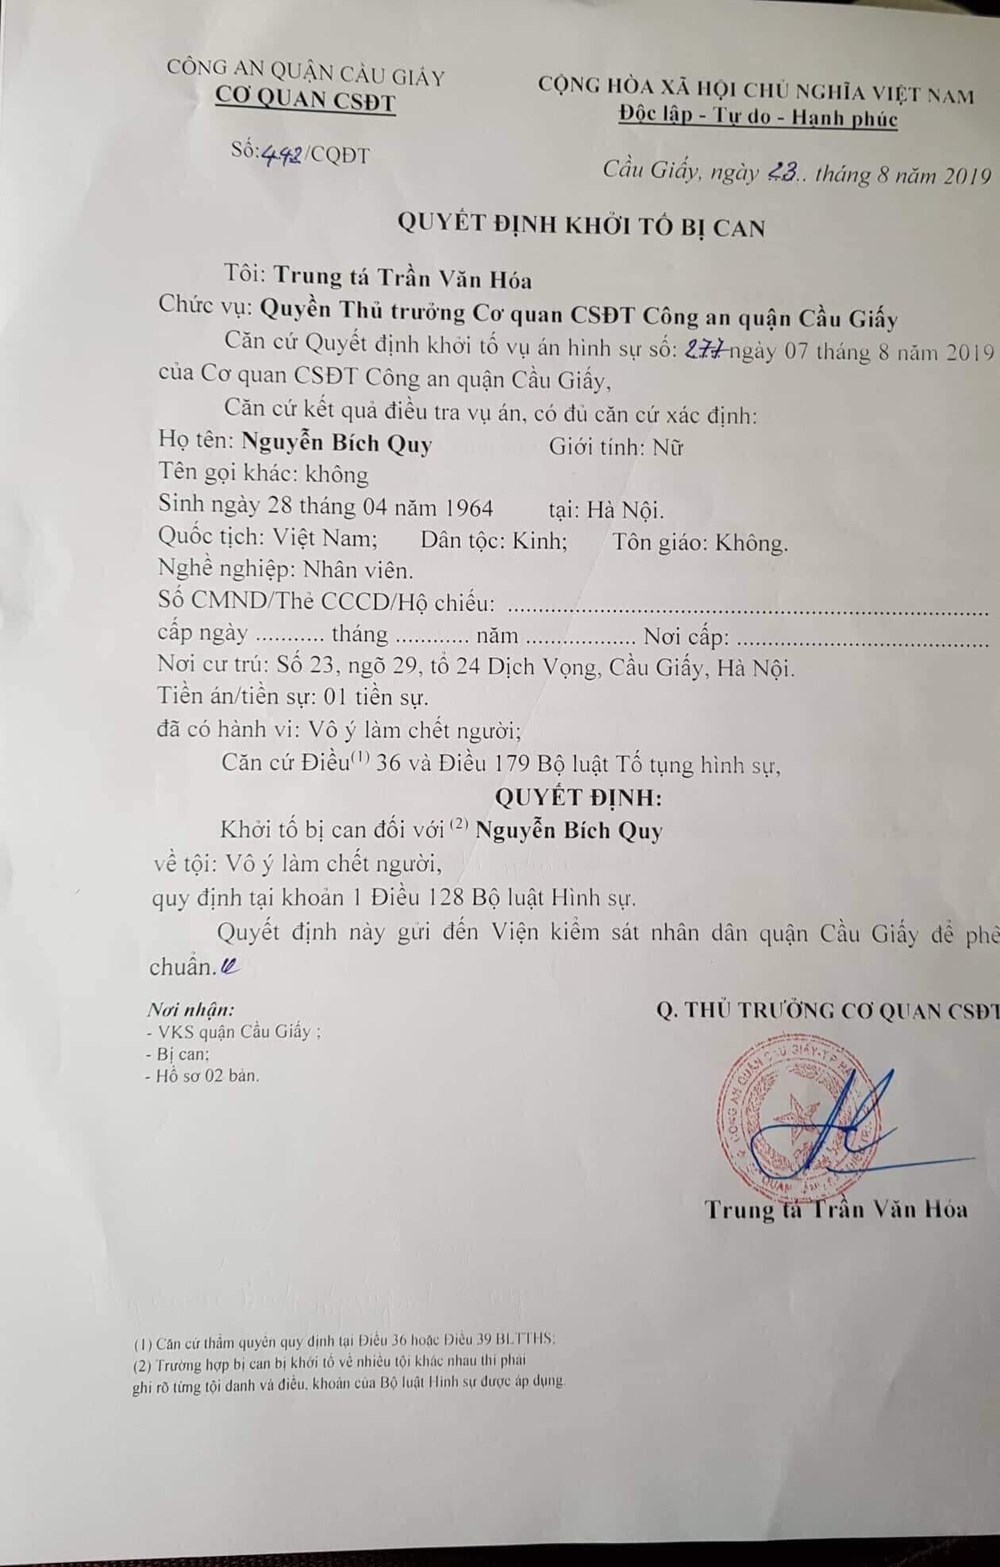 CÔNG AN QUẬN CẦU GIẤY
CƠ QUAN CSĐT
Số:492/CQĐT
CỘNG HÒA XÃ HỘI CHỦ NGHĨA VIỆT NAM
Độc lập - Tự do - Hạnh phúc
Cầu Giấy, ngày 23.. tháng 8 năm 2019
QUYẾT ĐỊNH KHỞI TỐ BỊ CAN
Tôi: Trung tá Trần Văn Hóa
Chức vụ: Quyền Thủ trưởng Cơ quan CSĐT Công an quận Cầu Giấy
Căn cứ Quyết định khởi tố vụ án hình sự số: 277 ngày 07 tháng 8 năm 2019
của Cơ quan CSĐT Công an quận Cầu Giấy,
Căn cứ kết quả điều tra vụ án, có đủ căn cứ xác định:
Họ tên: Nguyễn Bích Quy Giới tính: Nữ
Tên gọi khác: không
Sinh ngày 28 tháng 04 năm 1964 tại: Hà Nội.
Quốc tịch: Việt Nam; Dân tộc: Kinh; Tôn giáo: Không.
Nghề nghiệp: Nhân viên.
Số CMND/Thẻ CCCD/Hộ chiếu: ..........
cấp ngày ........... tháng ............ năm .................. Nơi cấp: ..........
Nơi cư trú: Số 23, ngõ 29, tổ 24 Dịch Vọng, Cầu Giấy, Hà Nội.
Tiền án/tiền sự: 01 tiền sự.
đã có hành vi: Vô ý làm chết người;
Căn cứ Điều(1) 36 và Điều 179 Bộ luật Tố tụng hình sự,
QUYẾT ĐỊNH:
Khởi tố bị can đối với (2) Nguyễn Bích Quy
về tội: Vô ý làm chết người,
quy định tại khoản 1 Điều 128 Bộ luật Hình sự.
Quyết định này gửi đến Viện kiểm sát nhân dân quận Cầu Giấy để phê
chuẩn.
Nơi nhận:
- VKS quận Cầu Giấy ;
- Bị can;
- Hồ sơ 02 bản.
Q. THỦ TRƯỞNG CƠ QUAN CSĐT
Trung tá Trần Văn Hóa
(1) Căn cứ thẩm quyền quy định tại Điều 36 hoặc Điều 39 BLTTHS;
(2) Trường hợp bị can bị khởi tố về nhiều tội khác nhau thì phải
ghi rõ từng tội danh và điều, khoản của Bộ luật Hình sự được áp dụng.